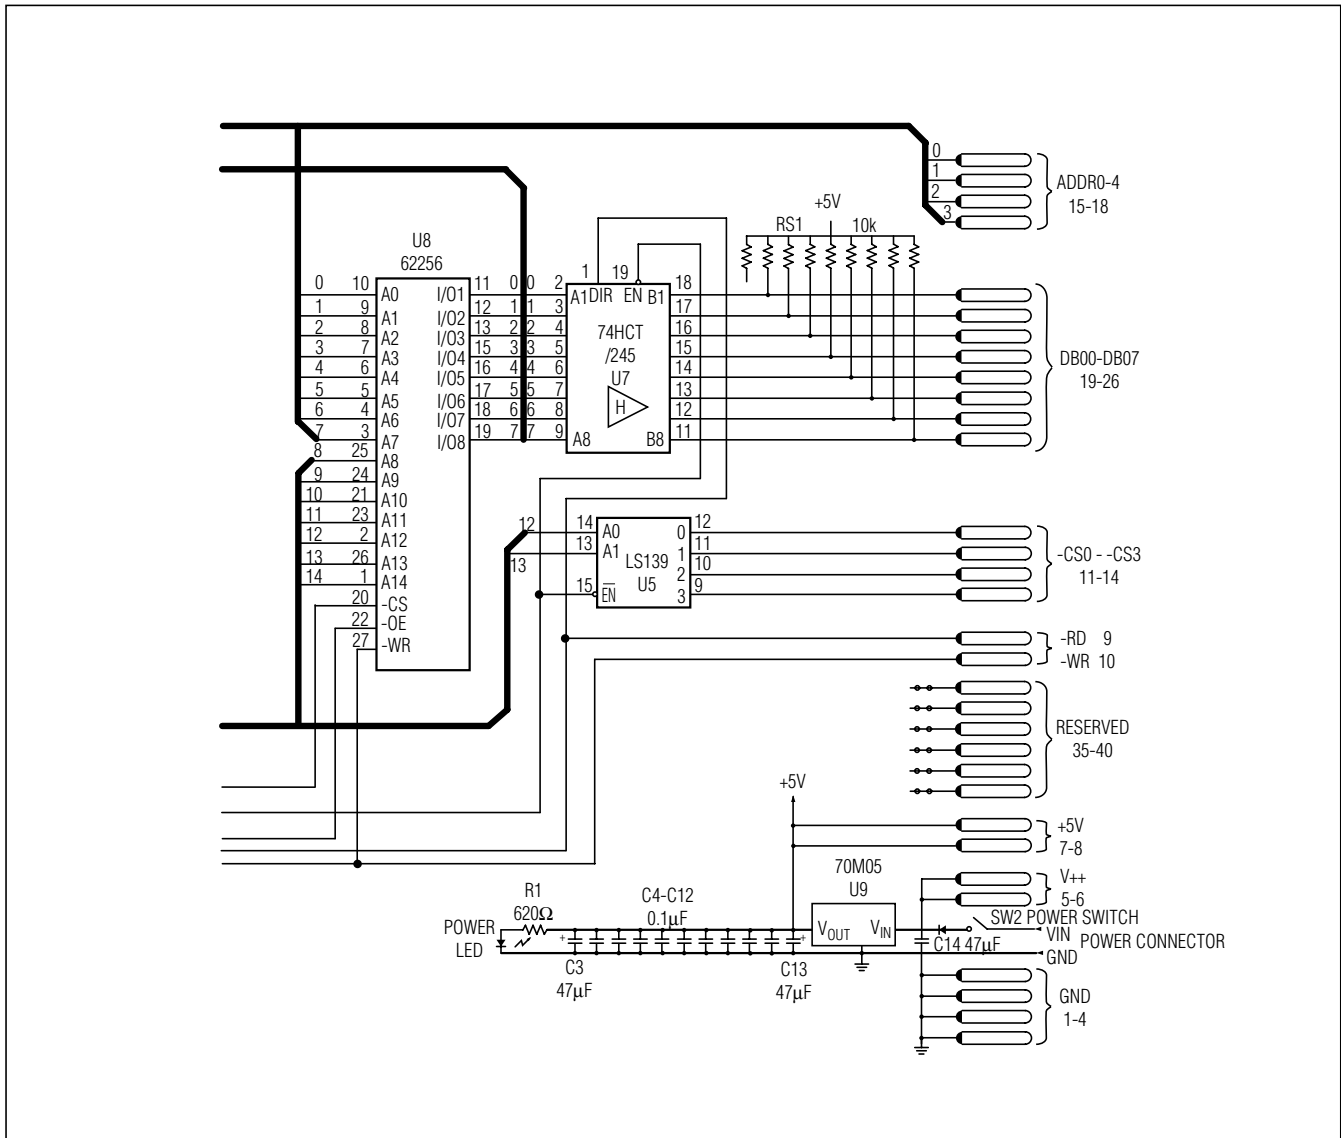 0
1
2
3
ADDR0-4
15-18
+5V
RS1 10k
U8
62256
1 19
DIR EN
0 10 A0 I/O1 11 0 0 2 A1 B1 18
1 9 A1 I/O2 12 1 1 3 17
2 8 A2 I/O3 13 2 2 4 16
3 7 A3 I/O4 15 3 3 5 15
4 6 A4 I/O5 16 4 4 6 14
5 5 A5 I/O6 17 5 5 7 13
6 4 A6 I/O7 18 6 6 8 12
7 3 A7 I/O8 19 7 7 9 A8 B8 11
74HCT
/245
U7
H
DB00-DB07
19-26
8 25 A8
9 24 A9
10 21 A10
11 23 A11
12 2 A12
13 26 A13
14 1 A14
20 -CS
22 -OE
27 -WR
12 14 A0 0 12
13 13 A1 1 11
2 10
15 EN 3 9
LS139
U5
-CS0 - -CS3
11-14
-RD 9
-WR 10
RESERVED
35-40
+5V
+5V
7-8
70M05
U9
V++
5-6
R1
620Ω
C4-C12
0.1µF
POWER
LED
VOUT VIN
SW2 POWER SWITCH
VIN
POWER CONNECTOR
C14 47µF
GND
+
C3
47µF
+
C13
47µF
GND
1-4